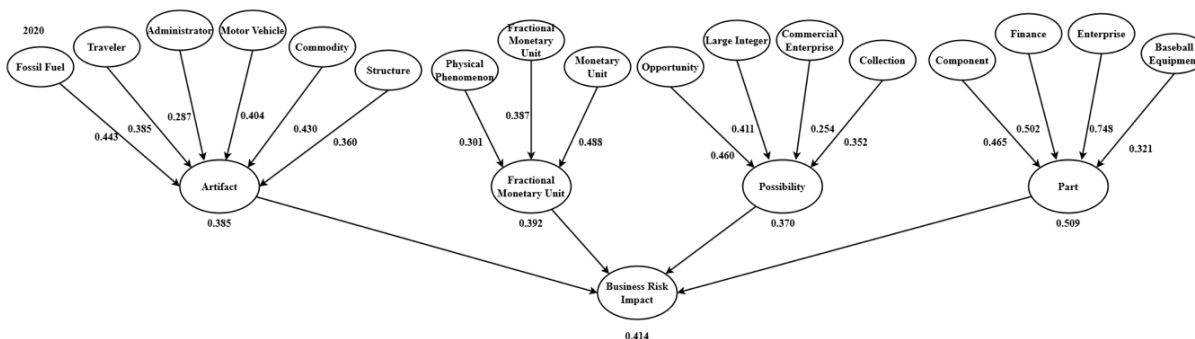 2020
Fossil Fuel
Traveler
Administrator
Motor Vehicle
Commodity
Structure
Physical
Phenomenon
Fractional
Monetary
Unit
Monetary
Unit
Opportunity
Large Integer
Commercial
Enterprise
Collection
Component
Finance
Enterprise
Baseball
Equipment
0.443
0.385
0.287
0.404
0.430
0.360
0.301
0.387
0.488
0.460
0.411
0.254
0.352
0.465
0.502
0.748
0.321
Artifact
0.385
Fractional
Monetary Unit
0.392
Possibility
0.370
Part
0.509
Business Risk
Impact
0.414